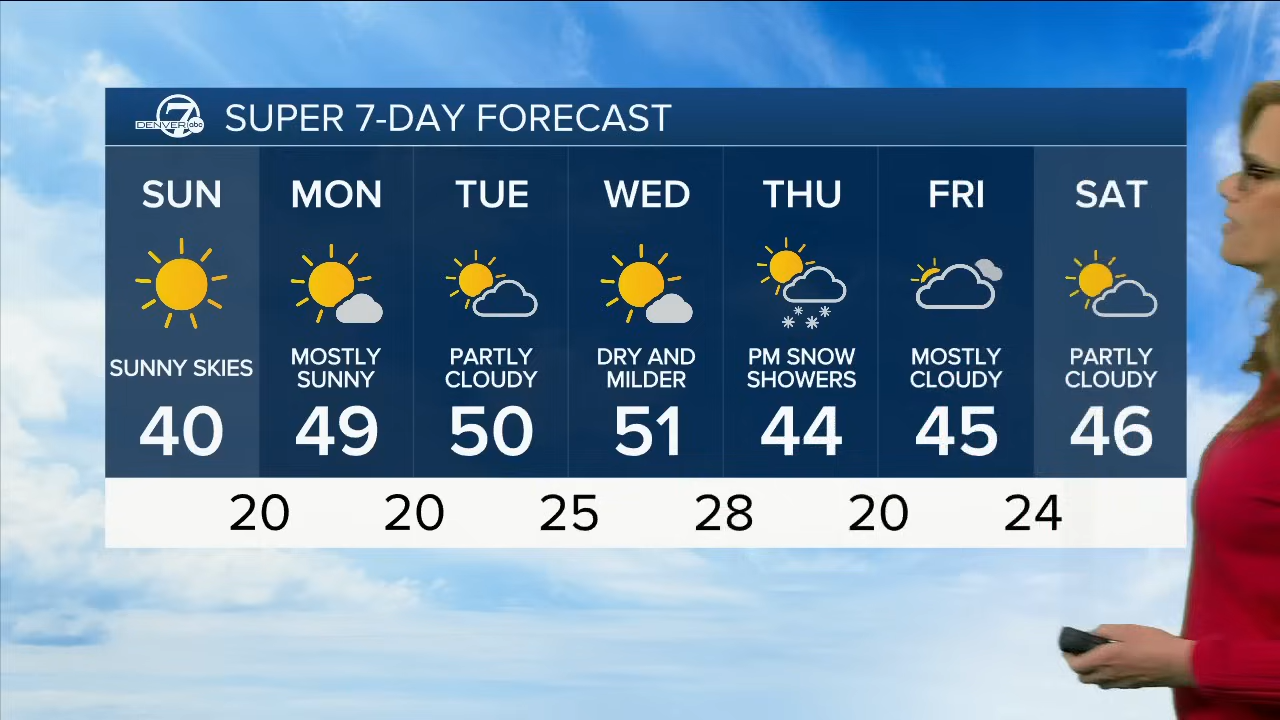 DENVER 7 abc
SUPER 7-DAY FORECAST
SUN MON TUE WED THU FRI SAT
SUNNY SKIES
MOSTLY SUNNY
PARTLY CLOUDY
DRY AND MILDER
PM SNOW SHOWERS
MOSTLY CLOUDY
PARTLY CLOUDY
40 49 50 51 44 45 46
20 20 25 28 20 24